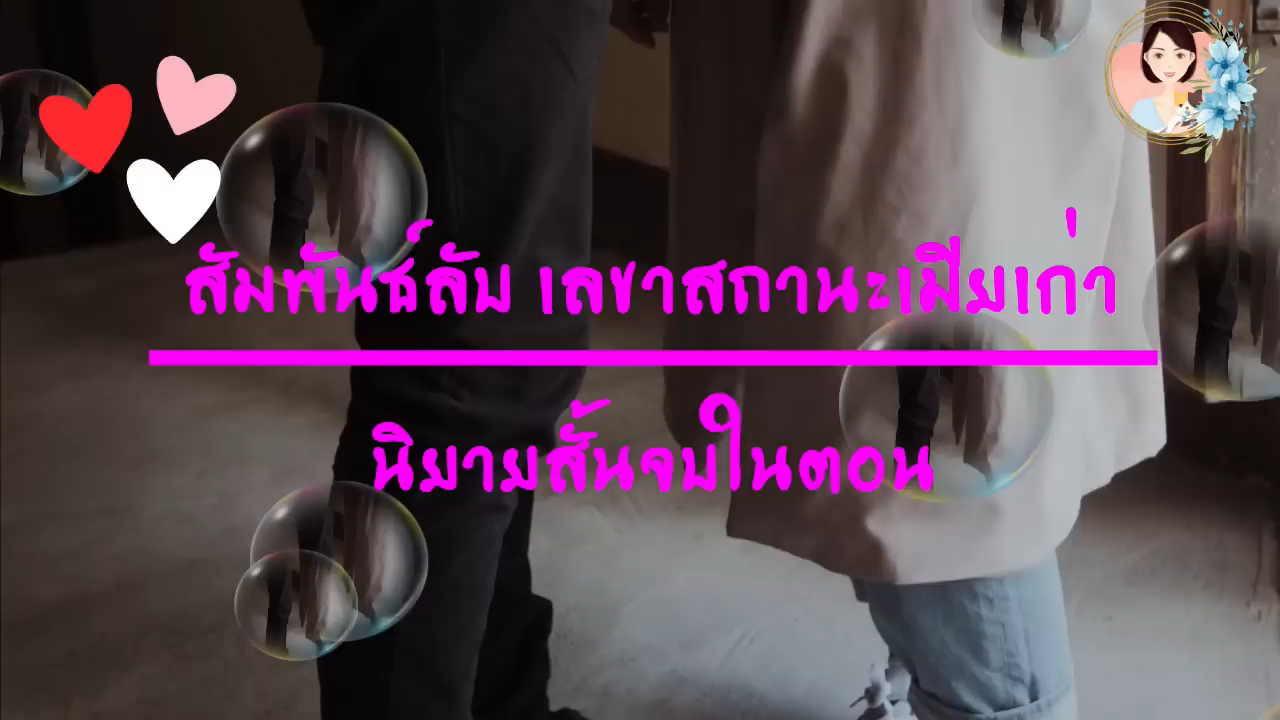 สัมพันธ์ลับ เลขาสถานะเมียเก่า
นิยายสั้นจบในตอน